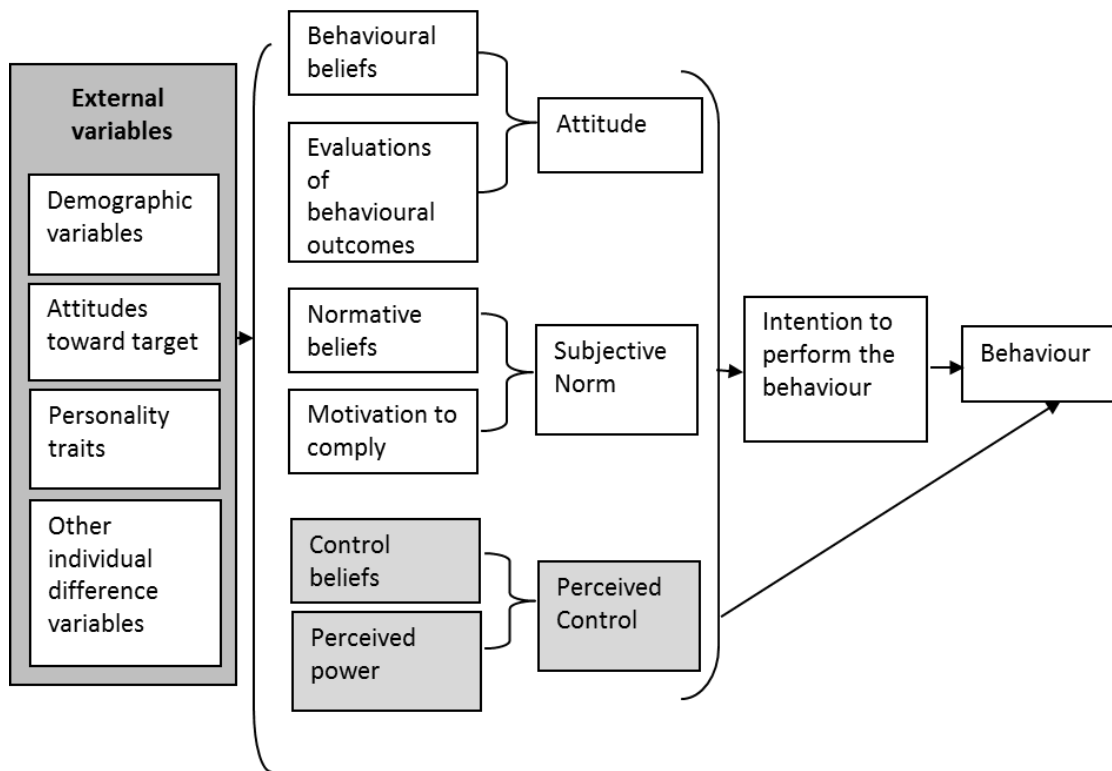 External
variables
Demographic
variables
Attitudes
toward target
Personality
traits
Other
individual
difference
variables
Behavioural
beliefs
Evaluations
of
behavioural
outcomes
Normative
beliefs
Motivation to
comply
Control
beliefs
Perceived
power
Attitude
Subjective
Norm
Perceived
Control
Intention to
perform the
behaviour
Behaviour